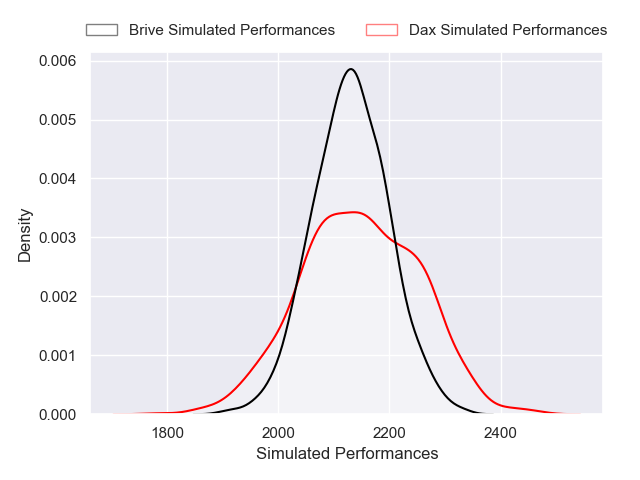 Brive Simulated Performances Dax Simulated Performances
0.006
0.005
0.004
0.003
0.002
0.001
0.000
Density
1800 2000 2200 2400
Simulated Performances